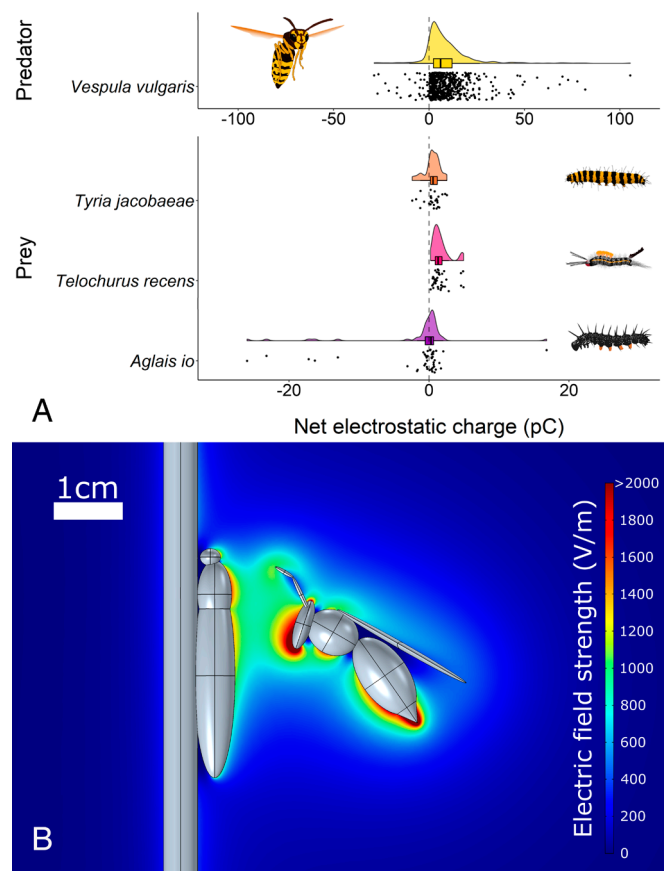 Predator
Vespula vulgaris
-100 -50 0 50 100
Prey
Tyria jacobaeae
Telochurus recens
Aglais io
-20 0 20
A
Net electrostatic charge (pC)
1cm
Electric field strength (V/m)
>2000
1800
1600
1400
1200
1000
800
600
400
200
0
B